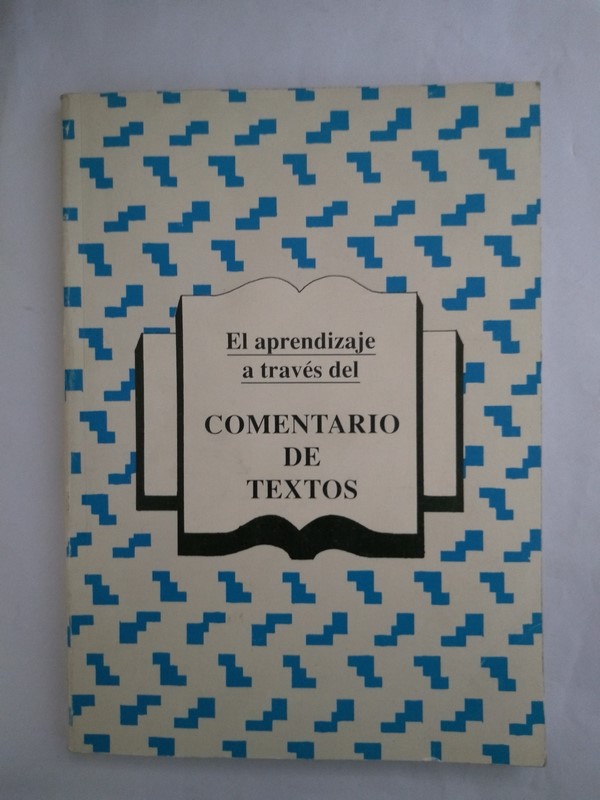 El aprendizaje
a través del
COMENTARIO
DE
TEXTOS